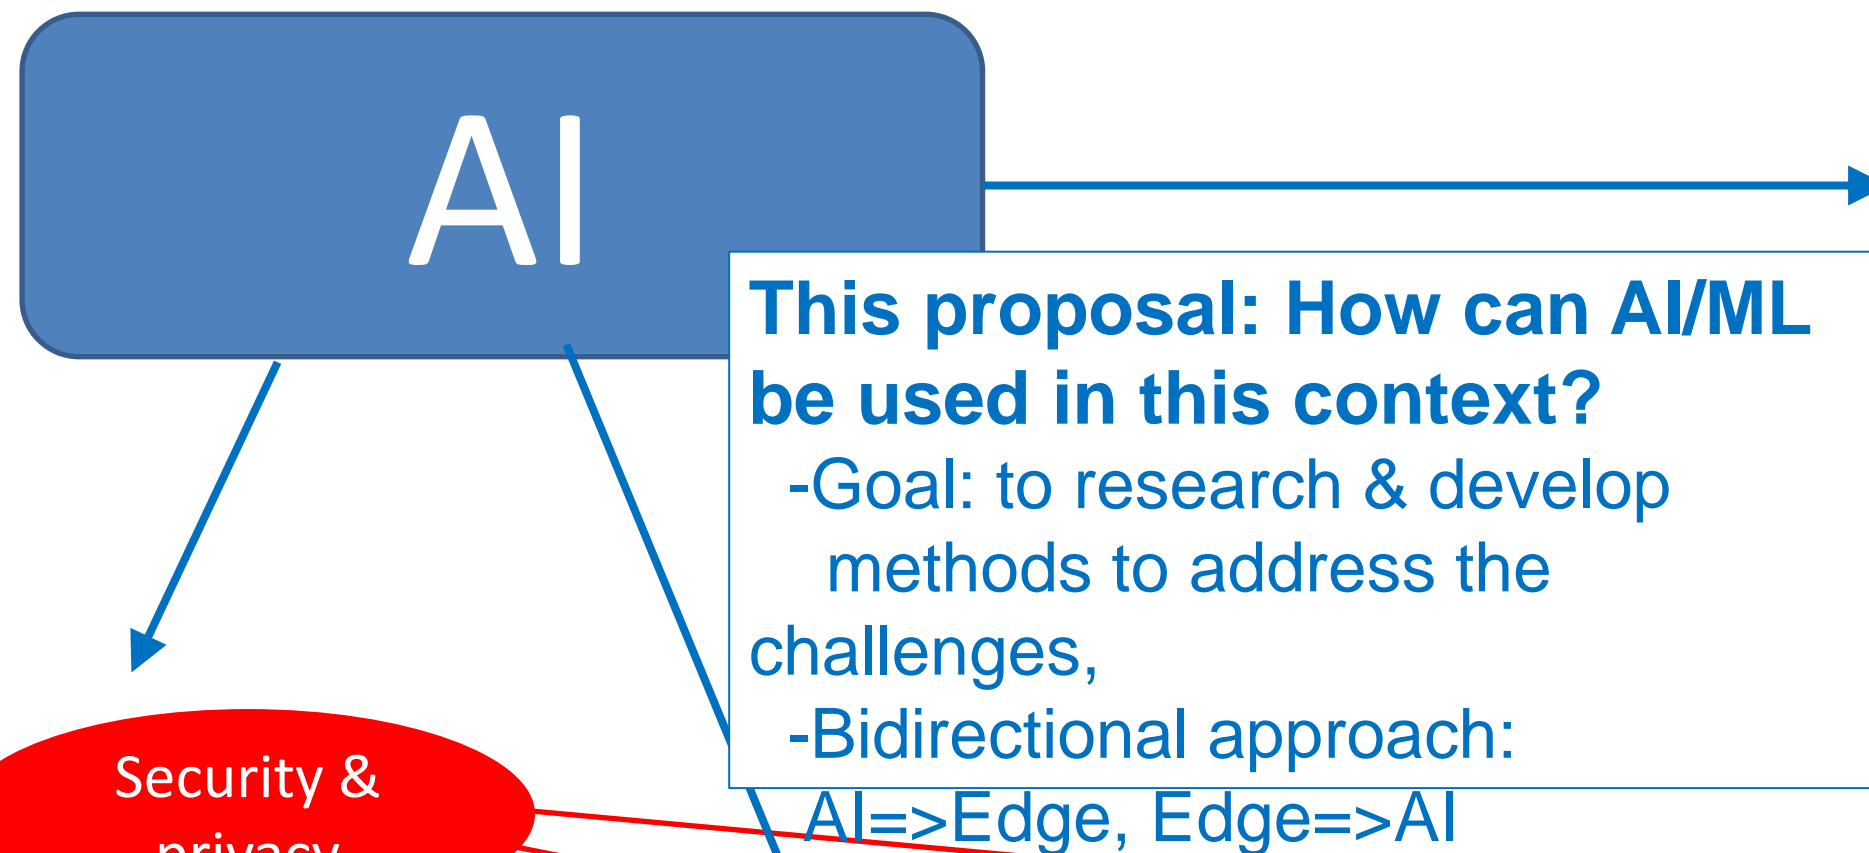 AI
This proposal: How can AI/ML
be used in this context?
-Goal: to research & develop
methods to address the
challenges,
-Bidirectional approach:
AI=>Edge, Edge=>AI
Security &
privacy